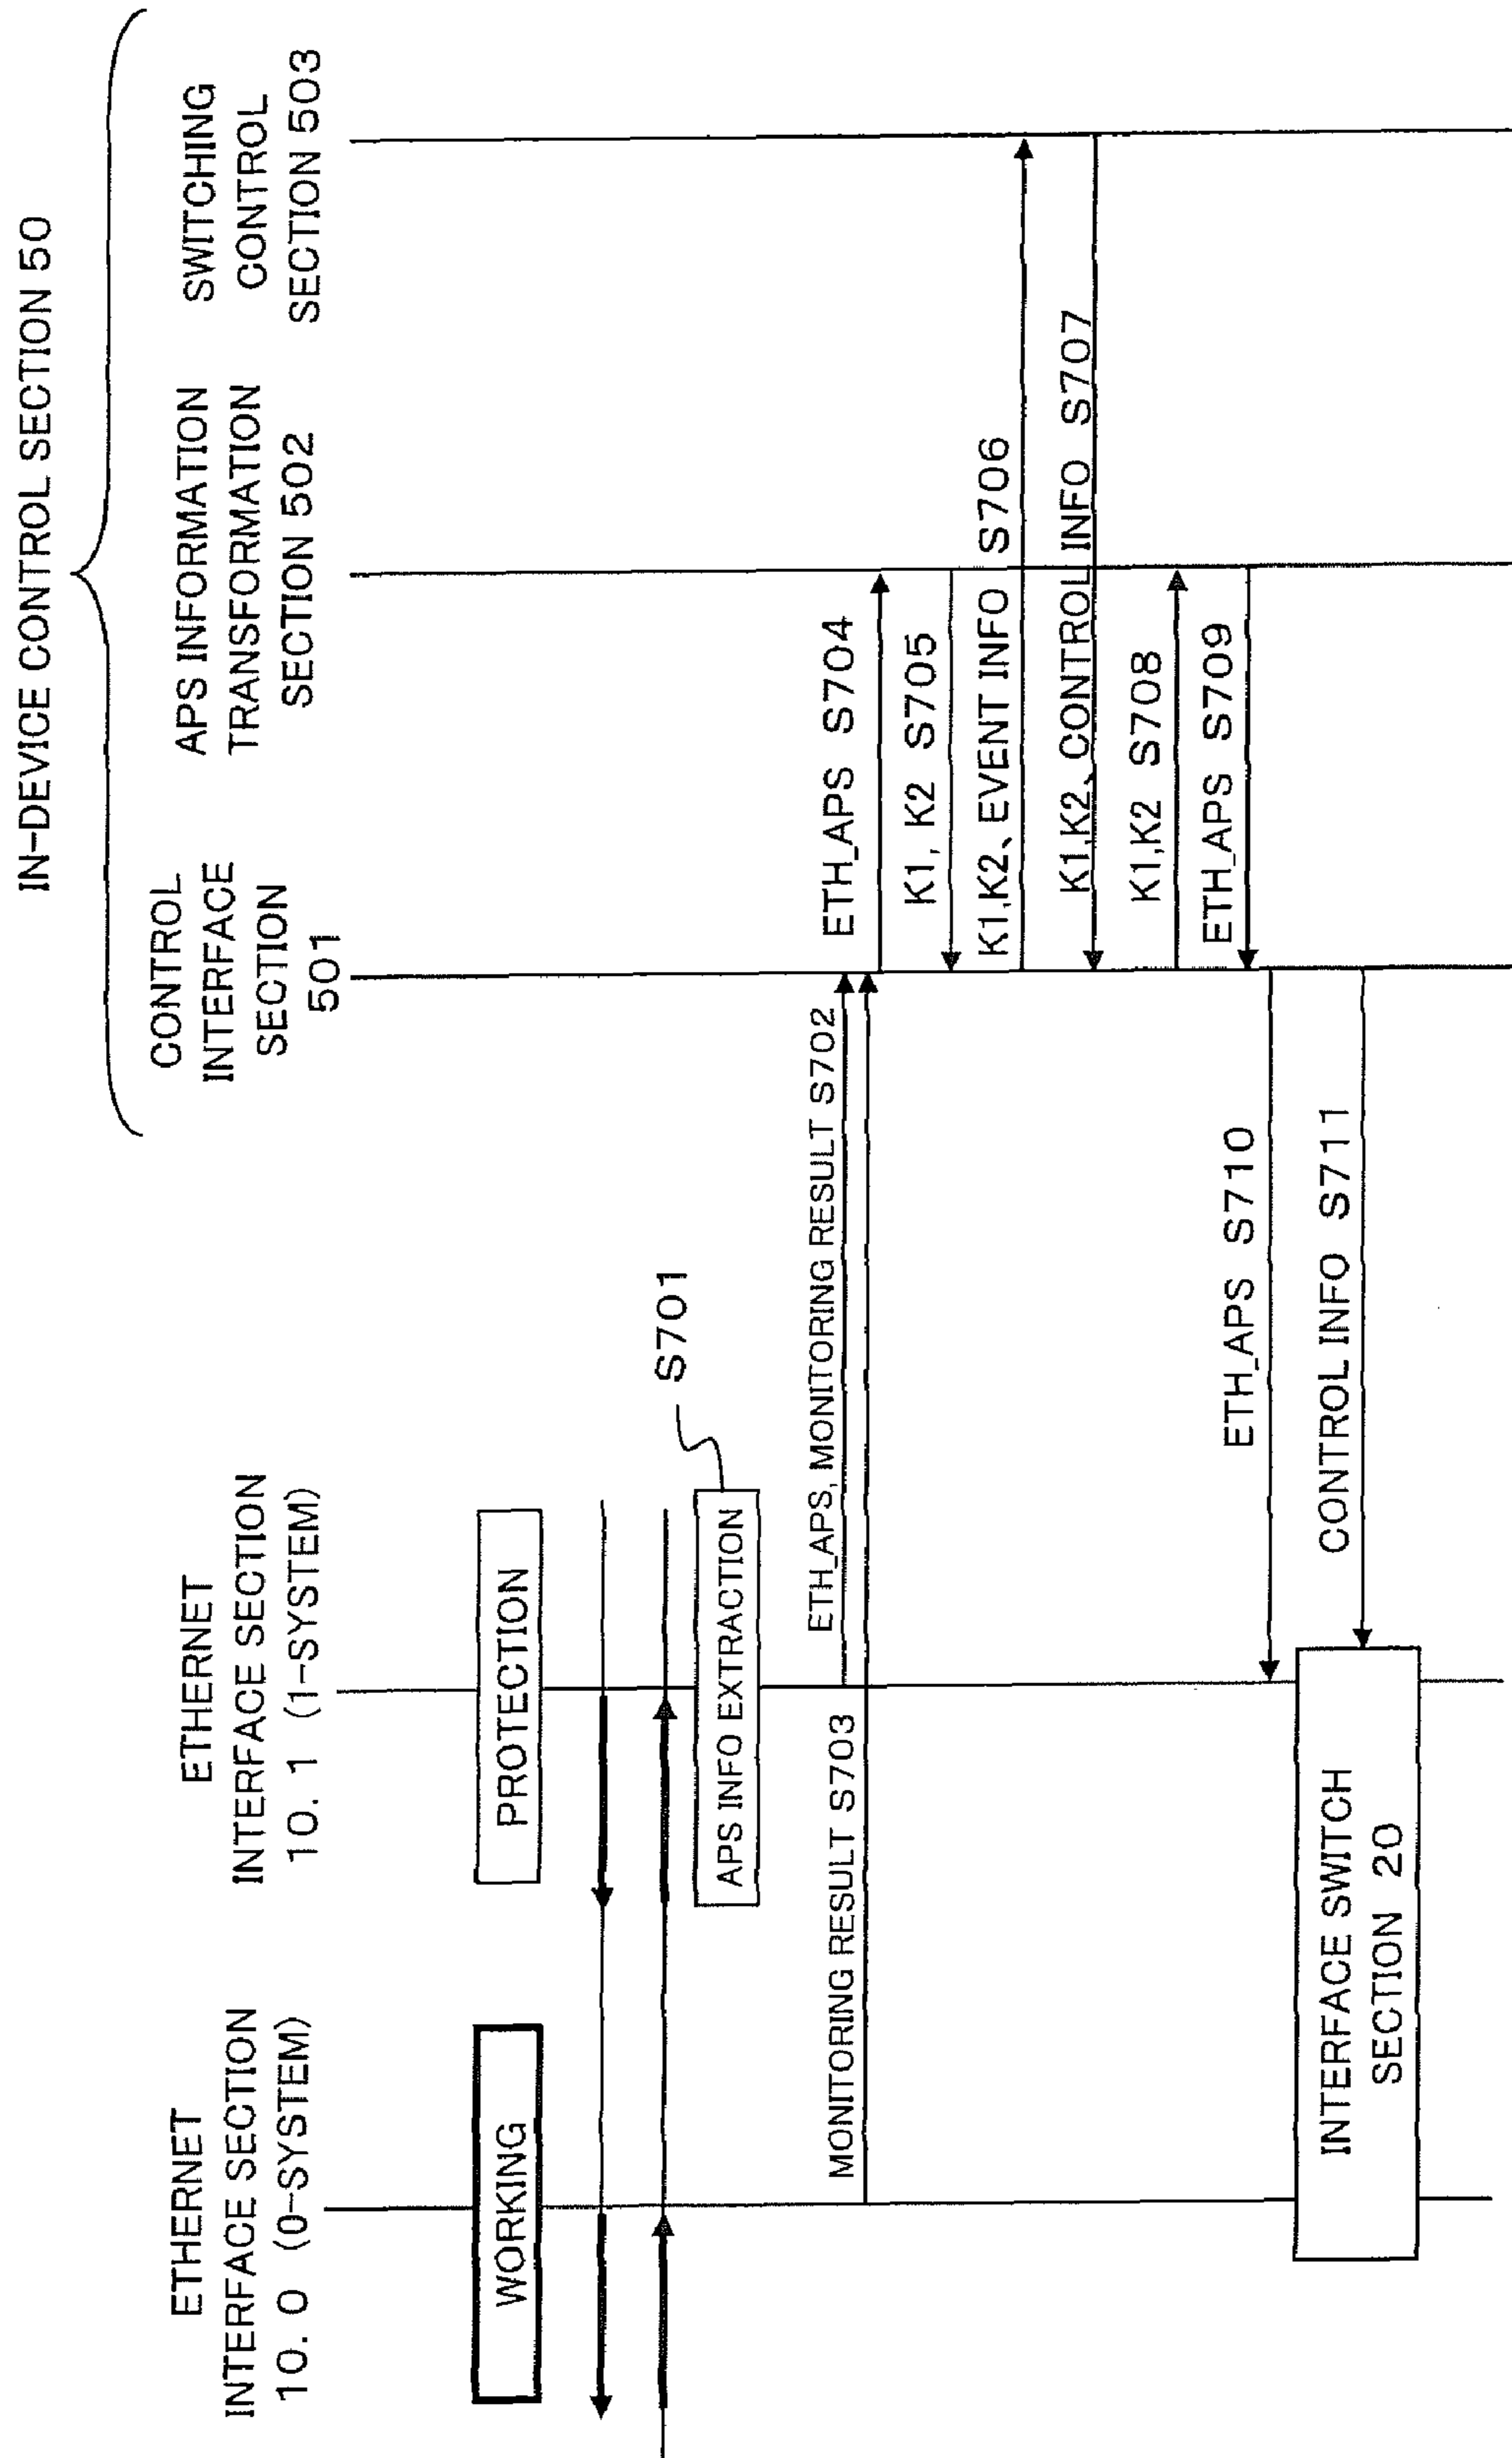 IN-DEVICE CONTROL SECTION 50
ETHERNET
INTERFACE SECTION
10. 0 (0-SYSTEM)
ETHERNET
INTERFACE SECTION
10. 1 (1-SYSTEM)
CONTROL
INTERFACE
SECTION
501
APS INFORMATION
TRANSFORMATION
SECTION 502
SWITCHING
CONTROL
SECTION 503
WORKING
PROTECTION
S701
APS INFO EXTRACTION
ETH_APS, MONITORING RESULT S702
MONITORING RESULT S703
ETH_APS S704
K1, K2 S705
K1,K2、EVENT INFO S706
K1,K2、CONTROL INFO S707
K1,K2 S708
ETH_APS S709
ETH_APS S710
CONTROL INFO S711
INTERFACE SWITCH
SECTION 20